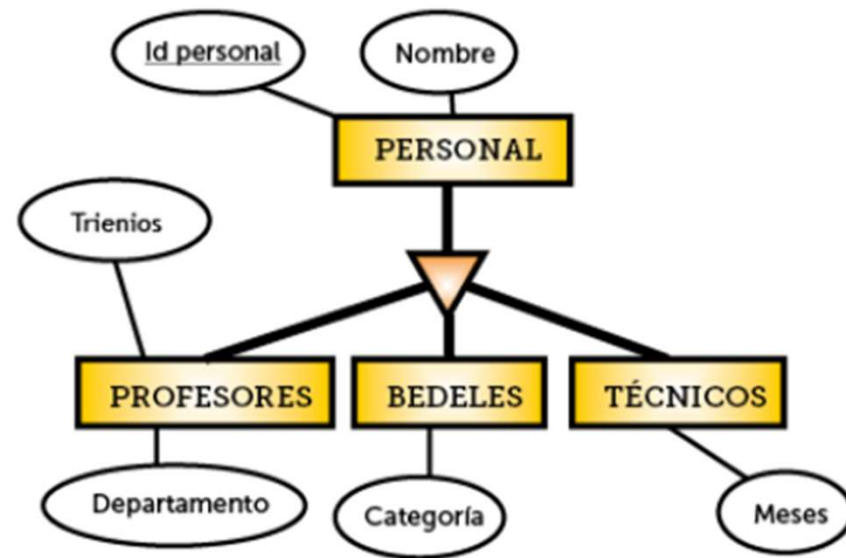 Id personal
Nombre
PERSONAL
Trienios
PROFESORES
BEDELES
TÉCNICOS
Departamento
Categoría
Meses